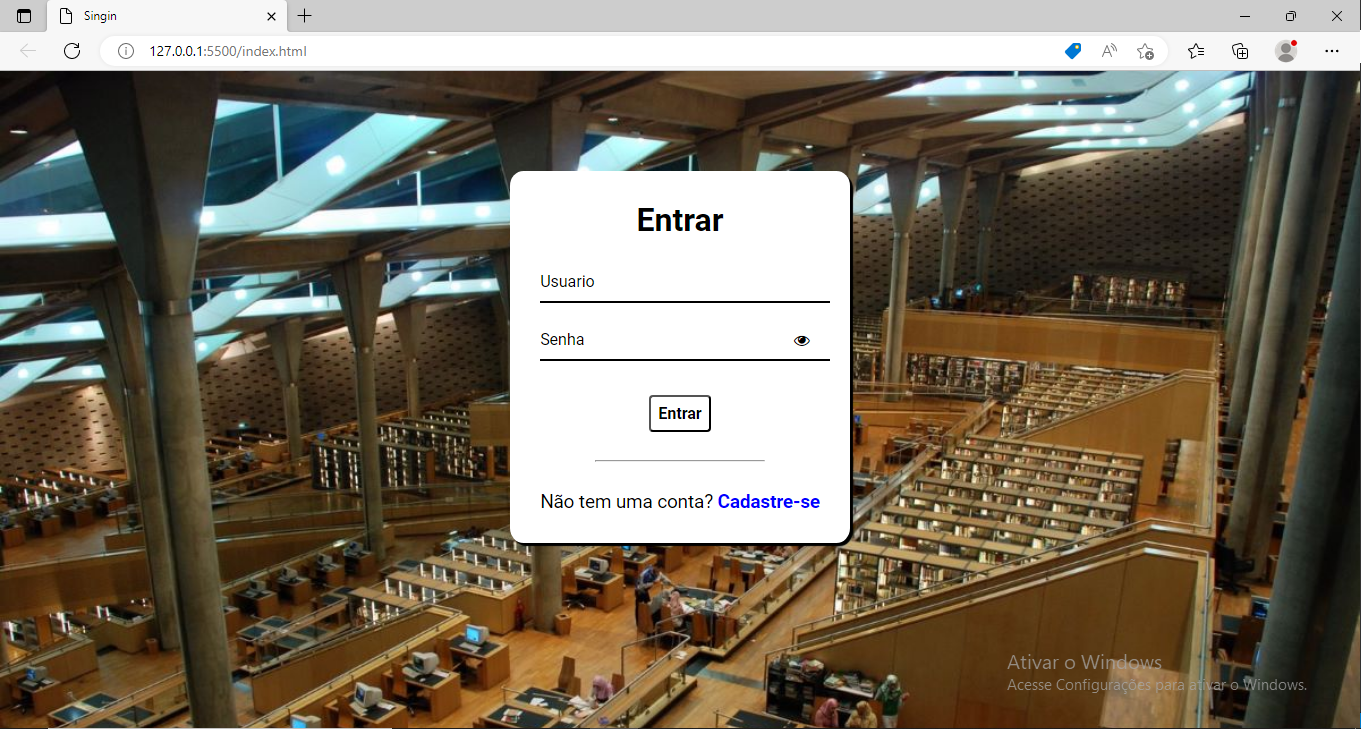 Singin
127.0.0.1:5500/index.html
Entrar
Usuario
Senha
Entrar
Não tem uma conta? Cadastre-se
Ativar o Windows
Acesse Configurações para ativar o Windows.